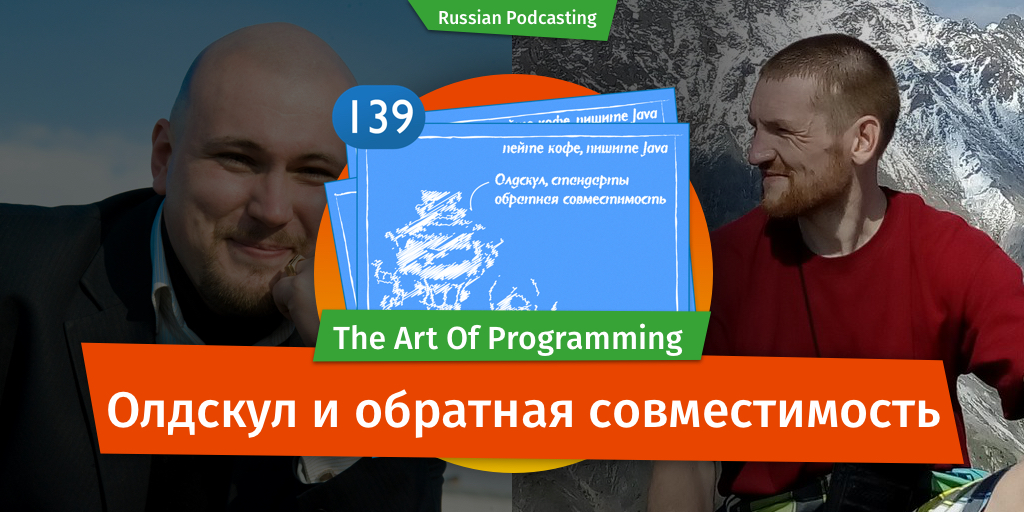 Russian Podcasting
139
пейте кофе, пишите Java
пейте кофе, пишите Java
Олдскул, стандарты
обратная совместимость
The Art Of Programming
Олдскул и обратная совместимость